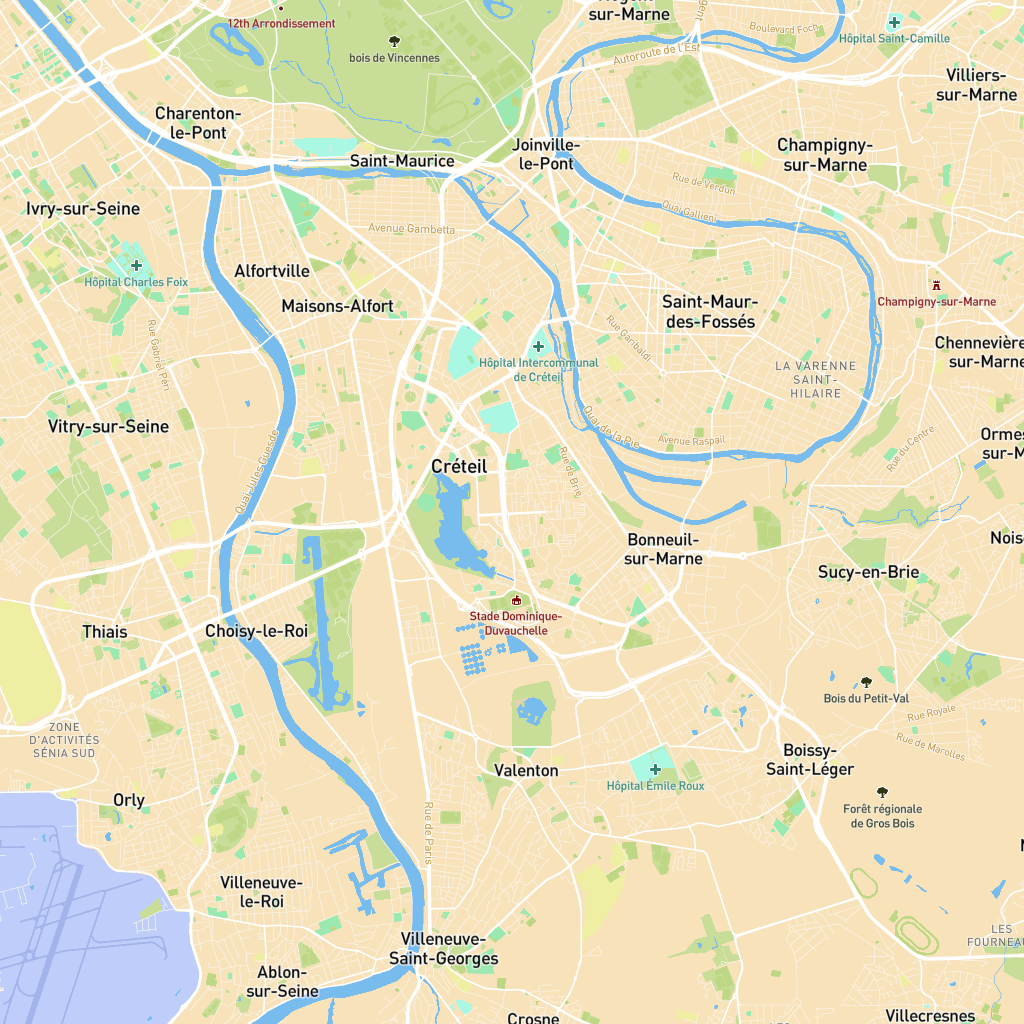 Nogent-
sur-Marne
12th Arrondissement
bois de Vincennes
Autoroute de l'Est
Boulevard Foch
Hôpital Saint-Camille
Villiers-
sur-Marne
Charenton-
le-Pont
Saint-Maurice
Joinville-
le-Pont
Champigny-
sur-Marne
Rue de Verdun
Quai Gallieni
Ivry-sur-Seine
Avenue Gambetta
Hôpital Charles Foix
Alfortville
Maisons-Alfort
Saint-Maur-
des-Fossés
Champigny-sur-Marne
Rue Gabriel Péri
Rue Garibaldi
Hôpital Intercommunal
de Créteil
Chennevière
sur-Marne
LA VARENNE
SAINT-
HILAIRE
Vitry-sur-Seine
Quai Jules Guesde
Quai de la Pie
Avenue Raspail
Rue du Centre
Ormes
sur-M
Créteil
Rue de Brie
Bonneuil-
sur-Marne
Noise
Sucy-en-Brie
Stade Dominique-
Duvauchelle
Thiais
Choisy-le-Roi
Bois du Petit-Val
Rue Royale
Rue de Marolles
ZONE
D'ACTIVITÉS
SÉNIA SUD
Boissy-
Saint-Léger
Valenton
Hôpital Émile Roux
Orly
Rue de Paris
Forêt régionale
de Gros Bois
Villeneuve-
le-Roi
Villeneuve-
Saint-Georges
LES
FOURNEAU
Ablon-
sur-Seine
Crosne
Villecresnes